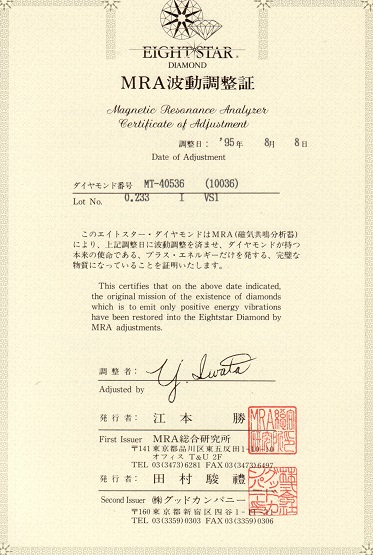 EIGHT STAR
DIAMOND
MRA波動調整証
Magnetic Resonance Analyzer
Certificate of Adjustment
調整日： '95年 8月 8日
Date of Adjustment
ダイヤモンド番号 MT-40536 (10036)
Lot No. 0.233 I VS1
このエイトスター・ダイヤモンドはMRA(磁気共鳴分析器)
により、上記調整日に波動調整を済ませ、ダイヤモンドが持つ
本来の使命である、プラス・エネルギーだけを発する、完璧な
物質になっていることを証明いたします。
This certifies that on the above date indicated,
the original mission of the existence of diamonds
which is to emit only positive energy vibrations
have been restored into the Eightstar Diamond by
MRA adjustments.
調整者： Y. Iwata
Adjusted by
発行者： 江本 勝
First Issuer MRA総合研究所
〒141 東京都品川区東五反田1-10-10
オフィスT&U 2F
TEL 03(3473)6281 FAX 03(3473)6497
発行者： 田村駿禮
Second Issuer ㈱グッドカンパニー
〒160 東京都新宿区四谷1-
TEL 03(3359)0303 FAX 03(3359)0306